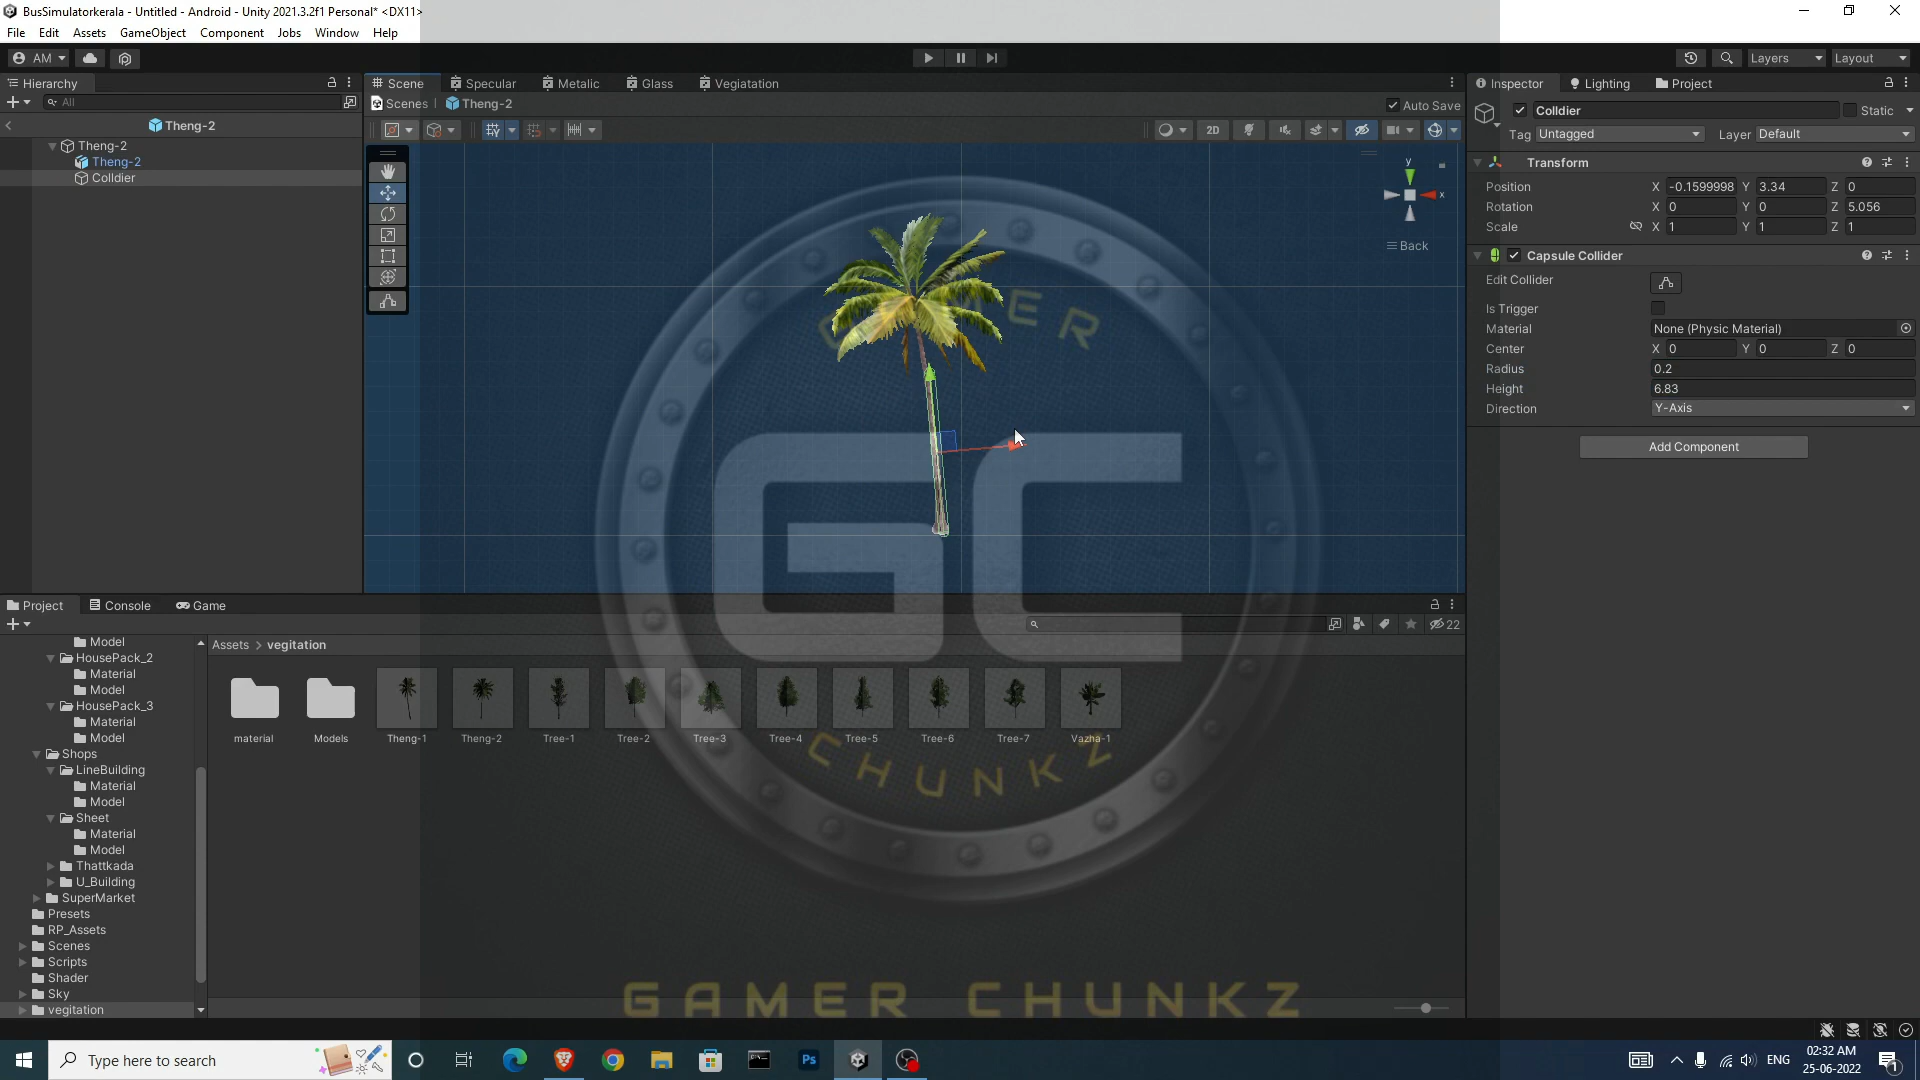 BusSimulatorkerala - Untitled - Android - Unity 2021.3.2f1 Personal* <DX11>
File Edit Assets GameObject Component Jobs Window Help
AM Layers Layout
Hierarchy
All
Theng-2
Theng-2
Theng-2
Colldier
Scene Specular Metalic Glass Vegiatation
Scenes Theng-2 Auto Save
2D
y
x
Back
Inspector Lighting Project
Colldier Static
Tag Untagged Layer Default
Transform
Position X -0.1599998 Y 3.34 Z 0
Rotation X 0 Y 0 Z 5.056
Scale X 1 Y 1 Z 1
Capsule Collider
Edit Collider
Is Trigger
Material None (Physic Material)
Center X 0 Y 0 Z 0
Radius 0.2
Height 6.83
Direction Y-Axis
Add Component
Project Console Game
22
Model
HousePack_2
Material
Model
HousePack_3
Material
Model
Shops
LineBuilding
Material
Model
Sheet
Material
Model
Thattkada
U_Building
SuperMarket
Presets
RP_Assets
Scenes
Scripts
Shader
Sky
vegitation
Assets > vegitation
material Models Theng-1 Theng-2 Tree-1 Tree-2 Tree-3 Tree-4 Tree-5 Tree-6 Tree-7 Vazha-1
GAMER
GC
CHUNKZ
GAMER CHUNKZ
Type here to search
Ps
ENG
02:32 AM
25-06-2022
1